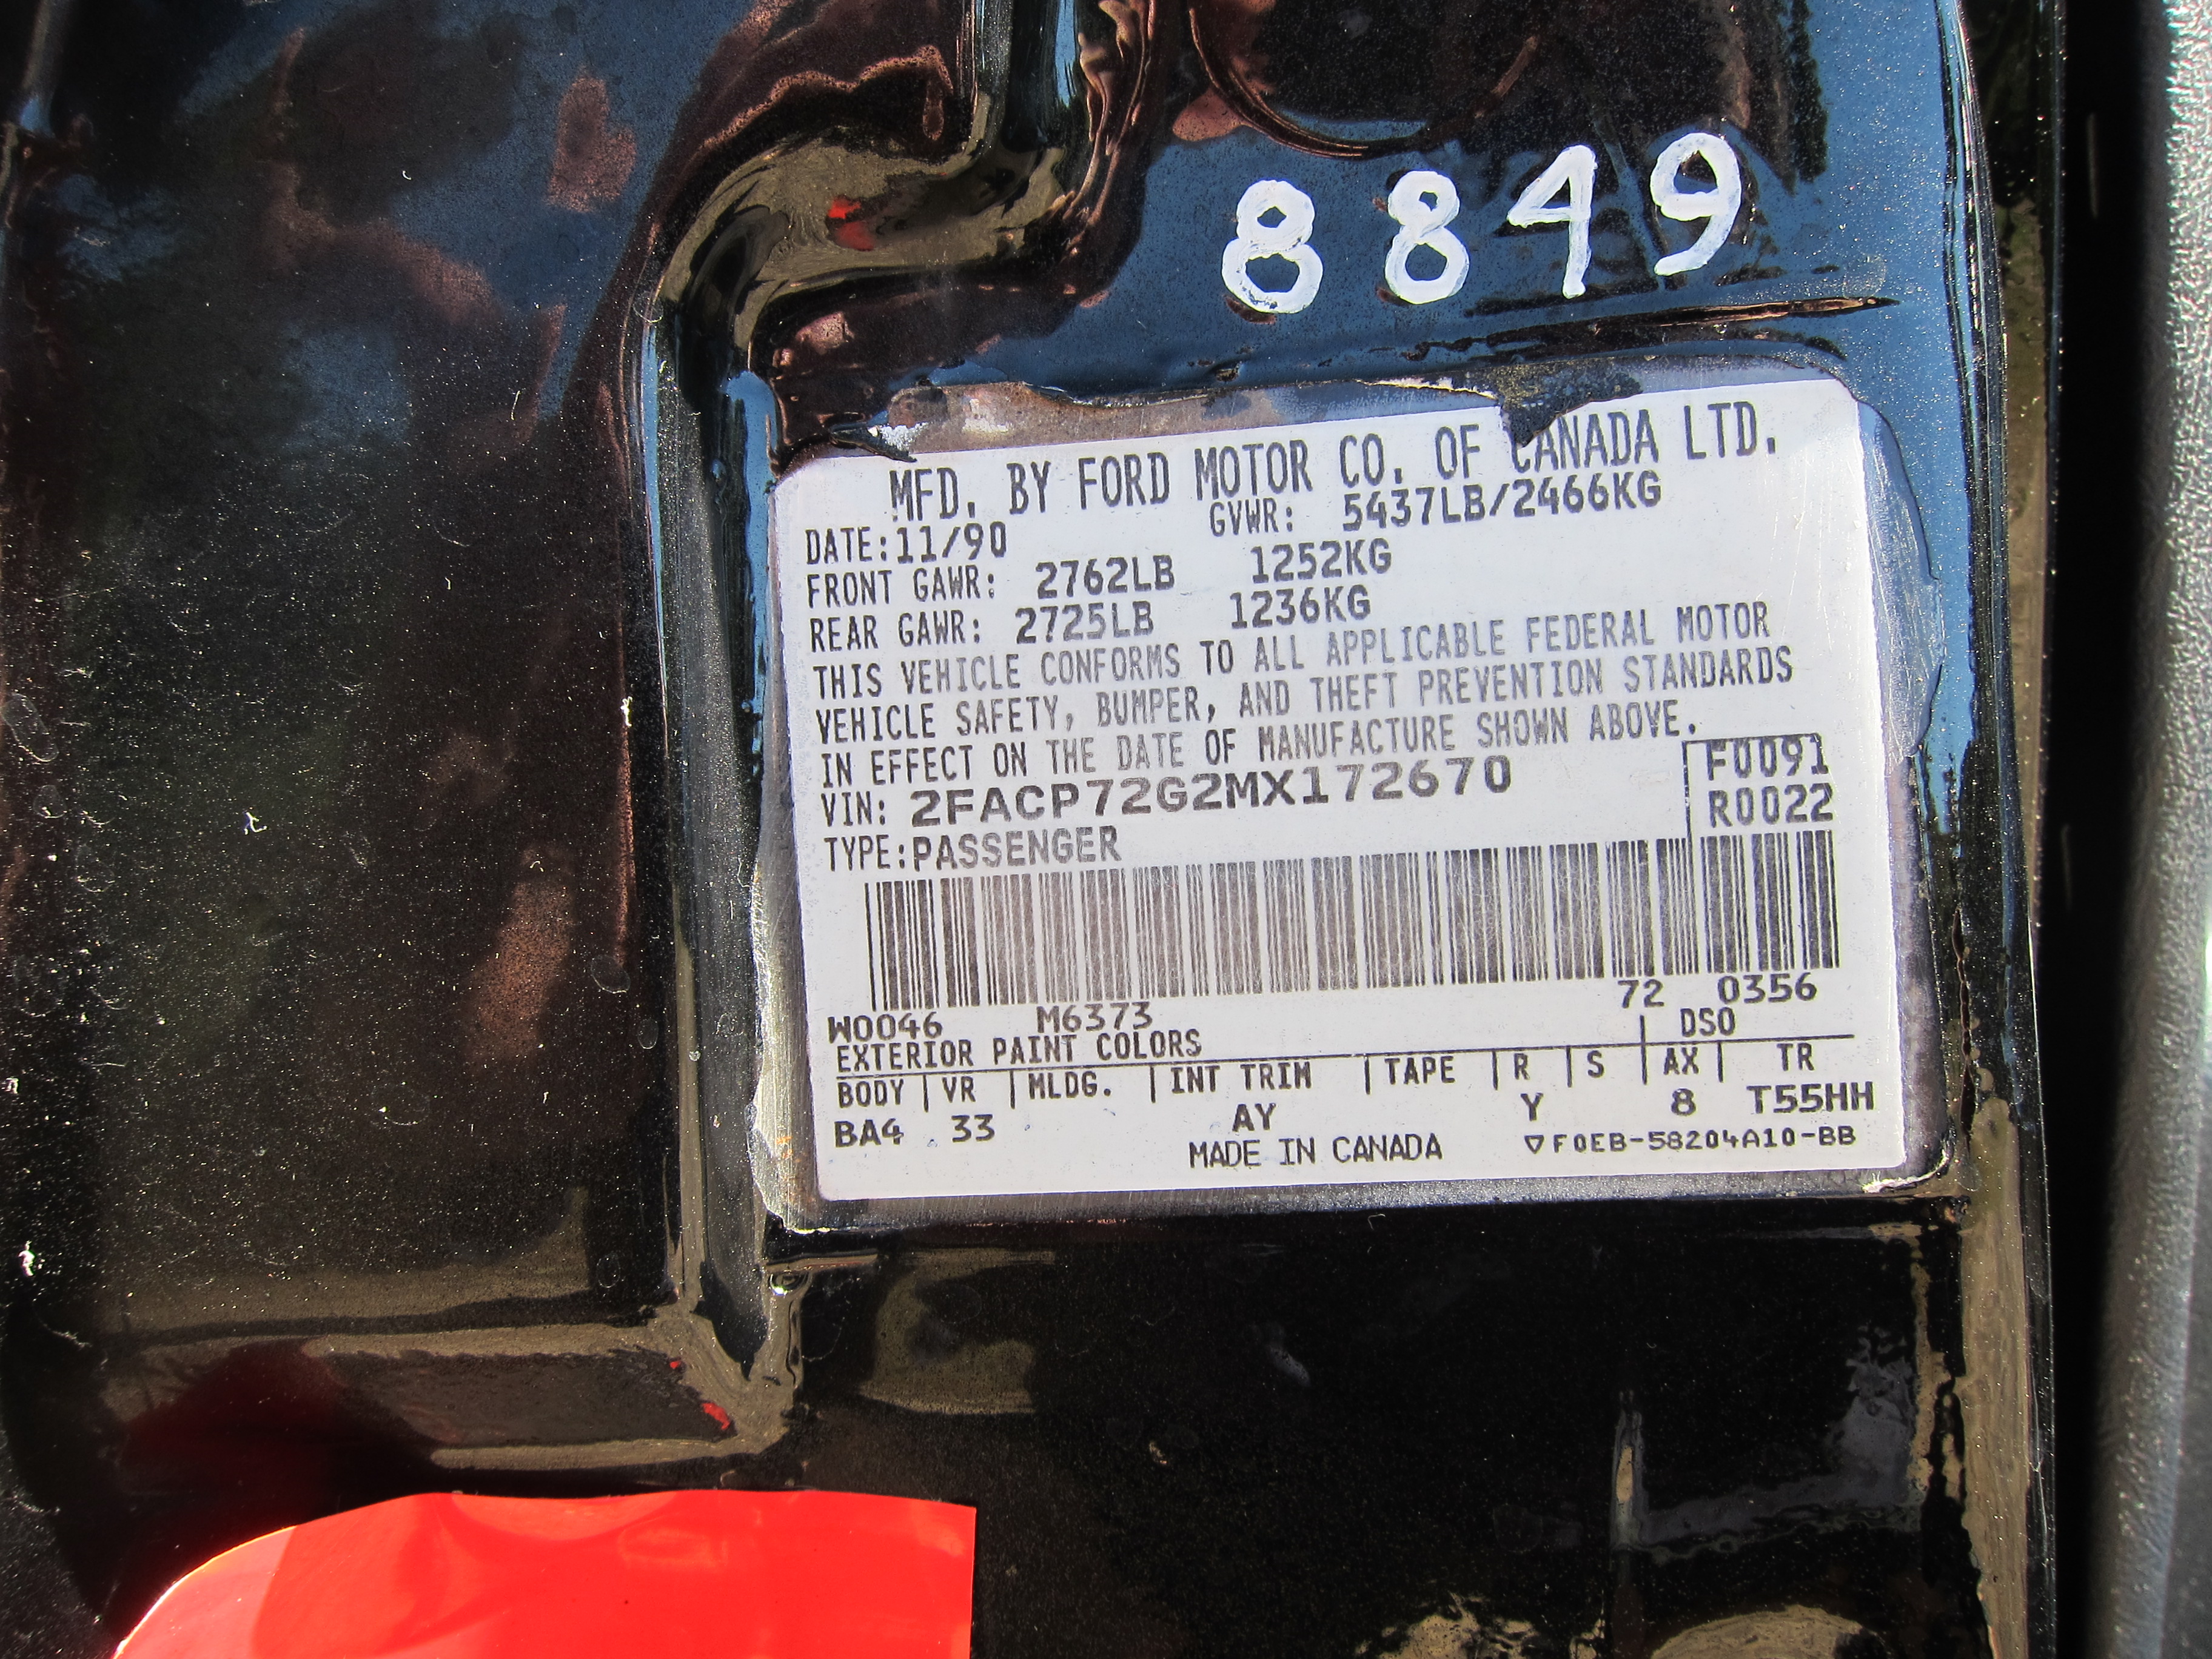 8849
MFD. BY FORD MOTOR CO. OF CANADA LTD.
DATE:11/90 GVWR: 5437LB/2466KG
FRONT GAWR: 2762LB 1252KG
REAR GAWR: 2725LB 1236KG
THIS VEHICLE CONFORMS TO ALL APPLICABLE FEDERAL MOTOR
VEHICLE SAFETY, BUMPER, AND THEFT PREVENTION STANDARDS
IN EFFECT ON THE DATE OF MANUFACTURE SHOWN ABOVE.
VIN: 2FACP72G2MX172670 F0091
TYPE:PASSENGER R0022
72 0356
W0046 M6373
EXTERIOR PAINT COLORS DSO
BODY | VR | MLDG. | INT TRIM | TAPE | R | S | AX | TR
BA4 33 AY Y 8 T55HH
MADE IN CANADA ▽F0EB-58204A10-BB